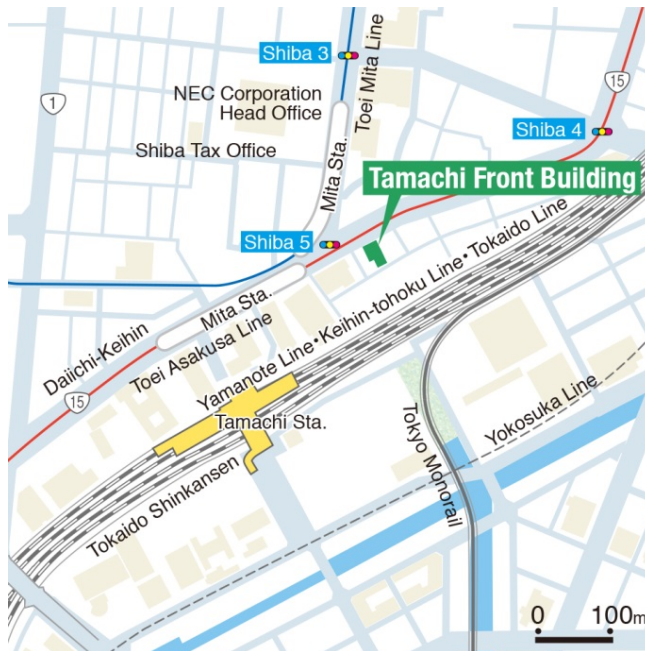 Shiba 3
1
NEC Corporation
Head Office
Toei Mita Line
15
Shiba 4
Shiba Tax Office
Mita Sta.
Tamachi Front Building
Shiba 5
Mita Sta.
Daiichi-Keihin
Toei Asakusa Line
Yamanote Line・Keihin-tohoku Line・Tokaido Line
15
Tamachi Sta.
Tokaido Shinkansen
Tokyo Monorail
Yokosuka Line
0 100m